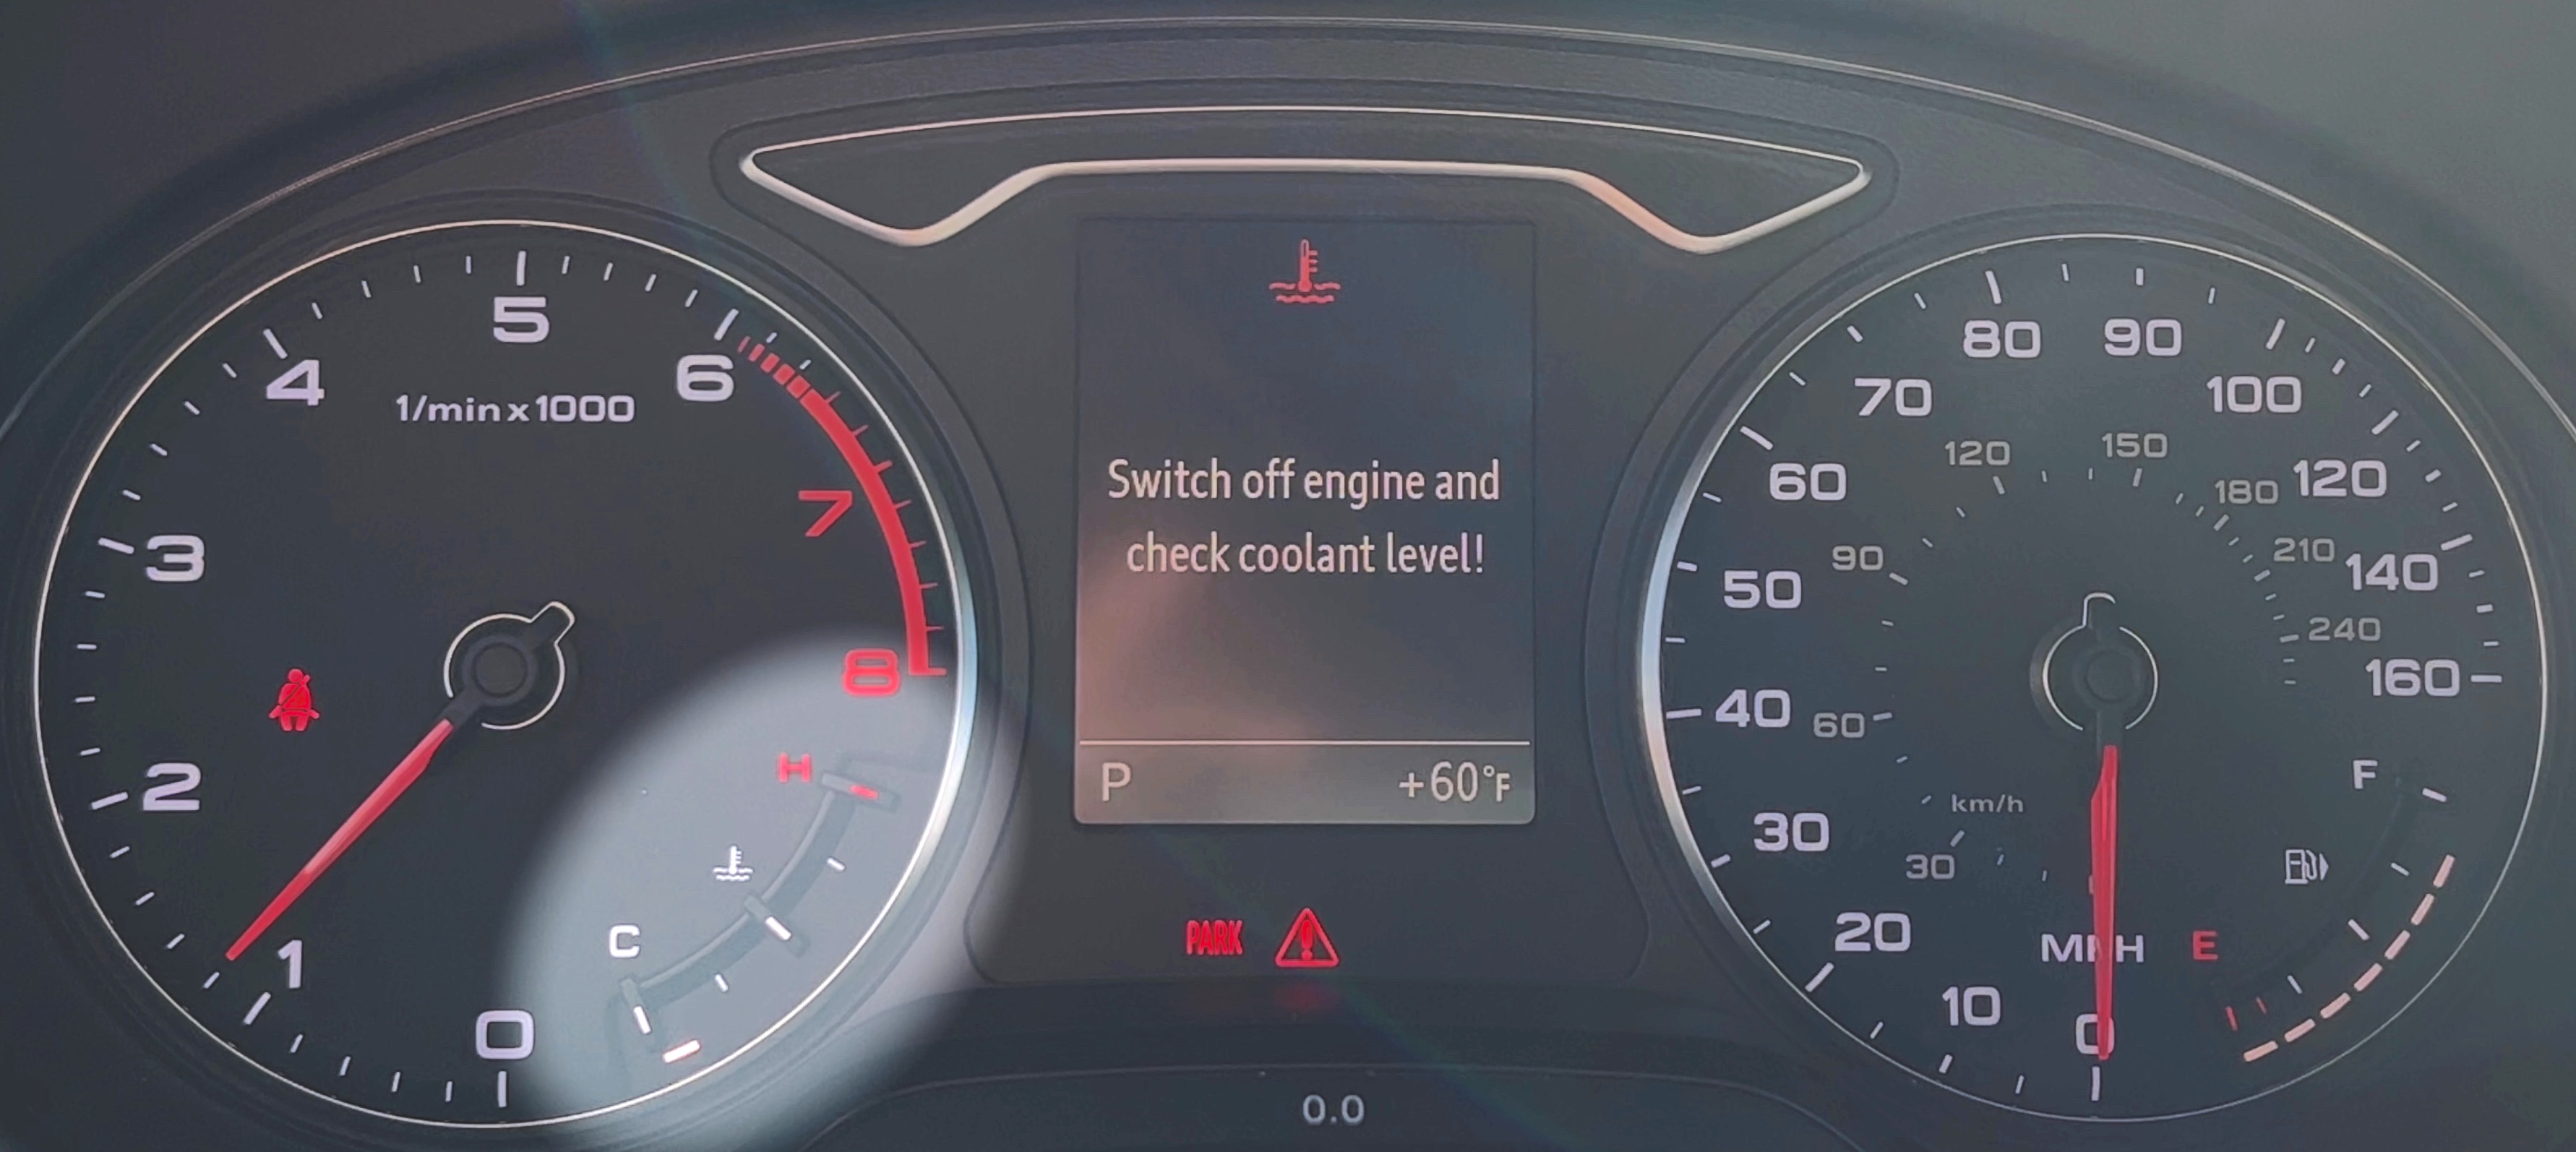 5
4
6
1/min x 1000
7
3
8
2
H
C
1
0
Switch off engine and
check coolant level!
P +60°F
PARK
0.0
80 90
70 100
120 150
60 180 120
90 210 140
50 240
40 60 160
km/h
30
30
F
20 MPH E
10
0